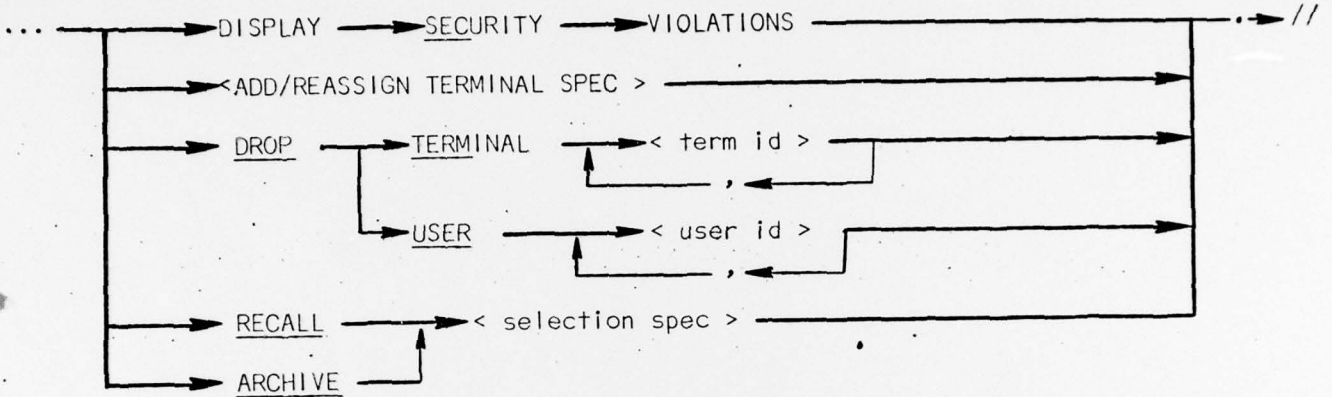 ... DISPLAY SECURITY VIOLATIONS . //
<ADD/REASSIGN TERMINAL SPEC >
DROP TERMINAL < term id >
,
USER < user id >
,
RECALL < selection spec >
ARCHIVE